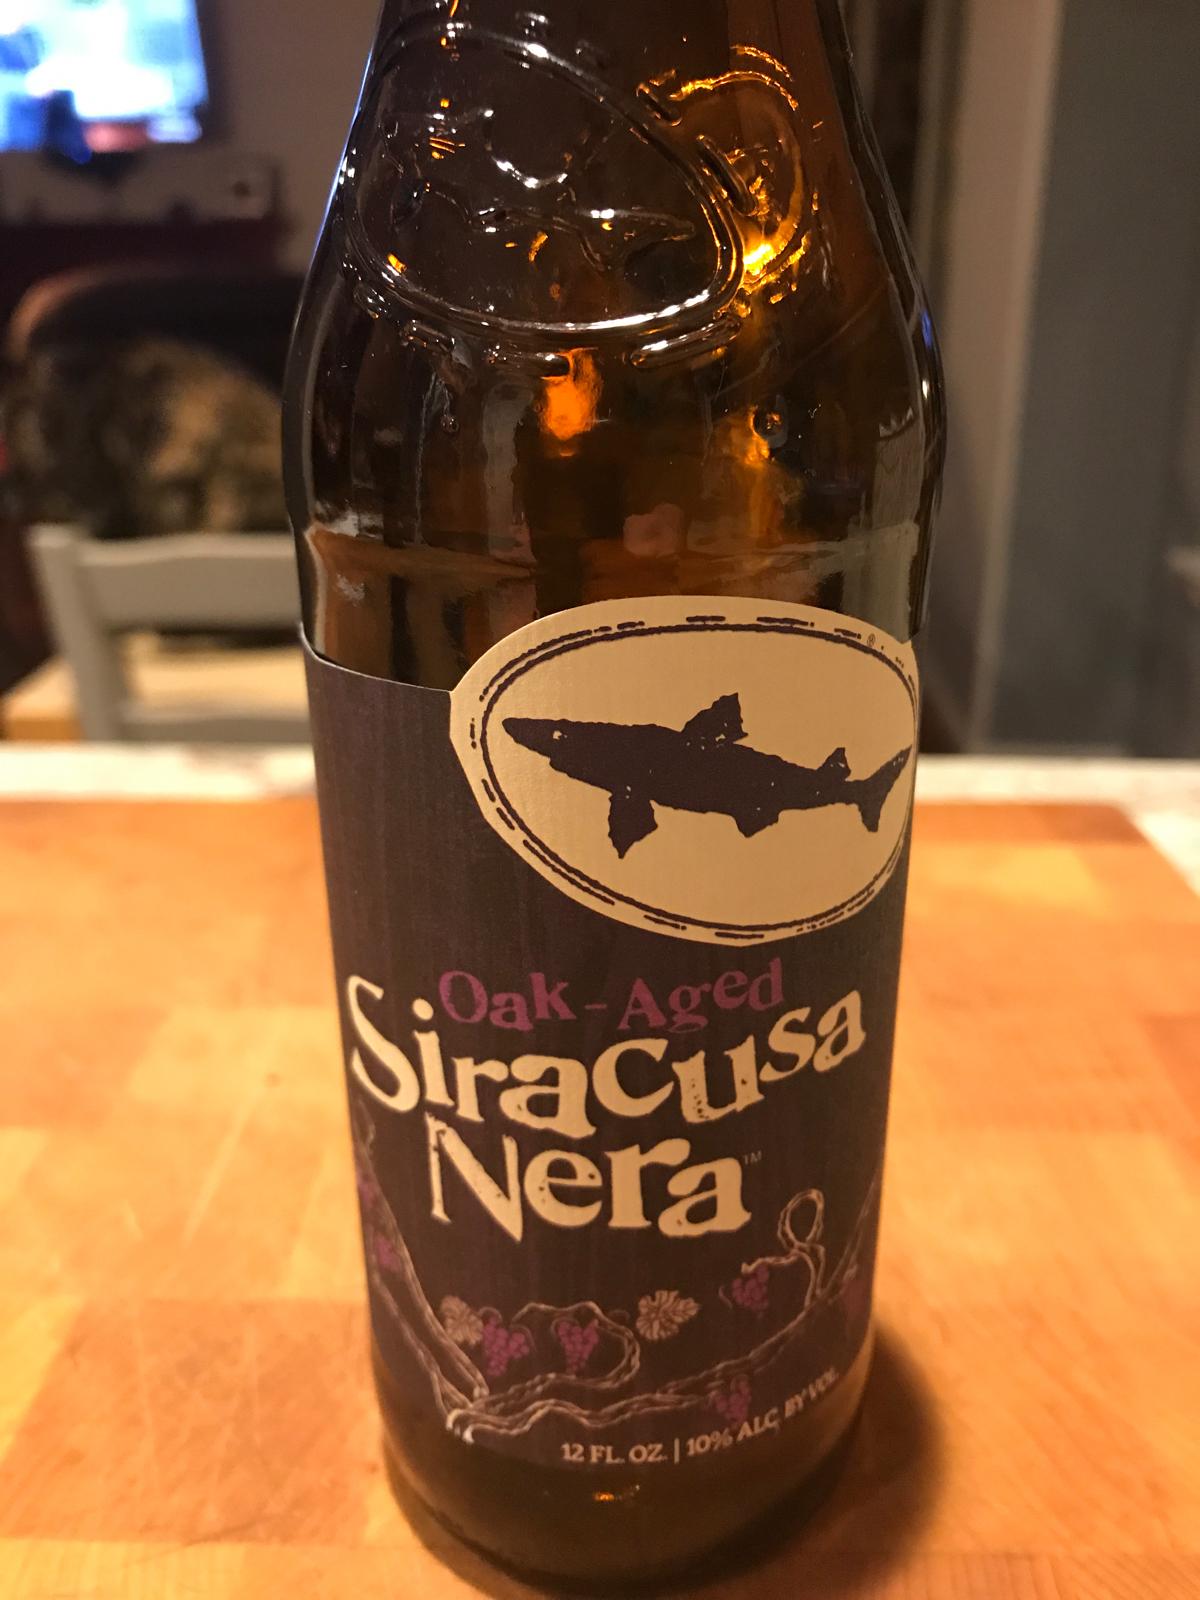 ®
Oak-Aged
Siracusa
Nera™
12 FL. OZ. | 10% ALC BY VOL.